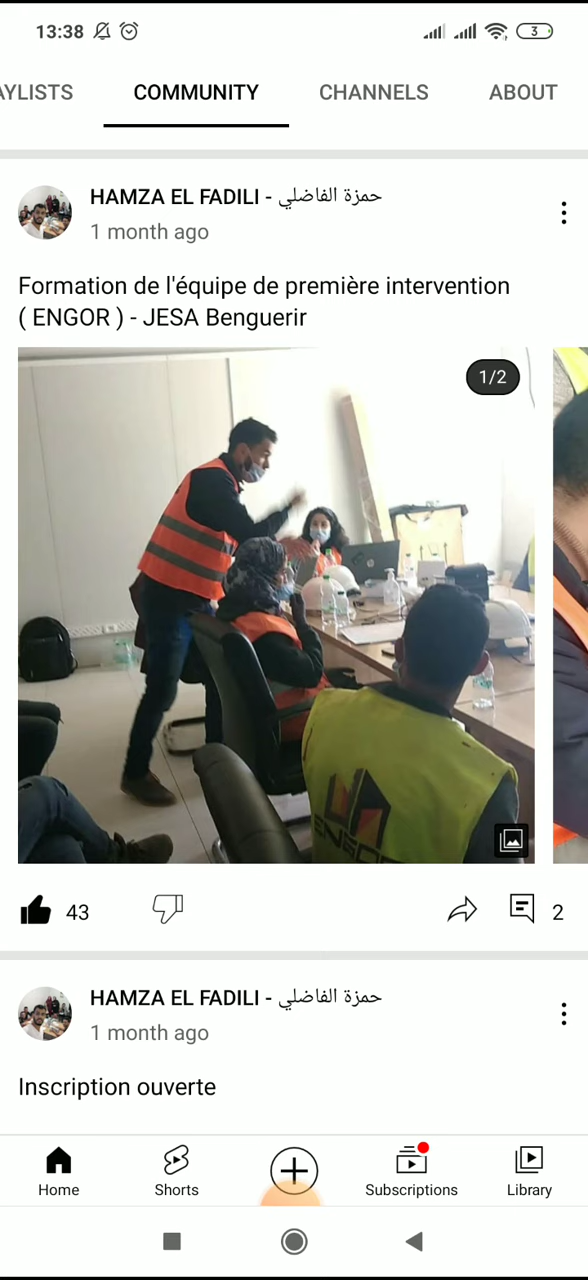 13:38
3
AYLISTS COMMUNITY CHANNELS ABOUT
HAMZA EL FADILI - حمزة الفاضلي
1 month ago
Formation de l'équipe de première intervention
( ENGOR ) - JESA Benguerir
1/2
43
2
HAMZA EL FADILI - حمزة الفاضلي
1 month ago
Inscription ouverte
Home Shorts Subscriptions Library